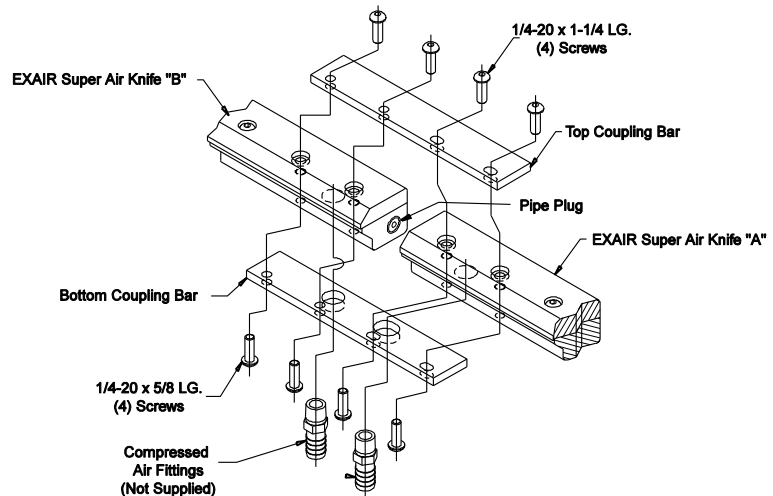 1/4-20 x 1-1/4 LG.
(4) Screws
EXAIR Super Air Knife "B"
Top Coupling Bar
Pipe Plug
EXAIR Super Air Knife "A"
Bottom Coupling Bar
1/4-20 x 5/8 LG.
(4) Screws
Compressed
Air Fittings
(Not Supplied)